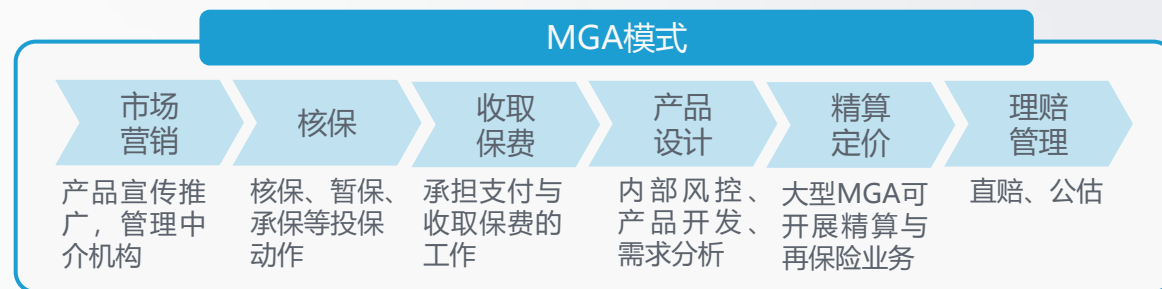 MGA模式
市场
营销
核保
收取
保费
产品
设计
精算
定价
理赔
管理
产品宣传推
广，管理中
介机构
核保、暂保、
承保等投保
动作
承担支付与
收取保费的
工作
内部风控、
产品开发、
需求分析
大型MGA可
开展精算与
再保险业务
直赔、公估